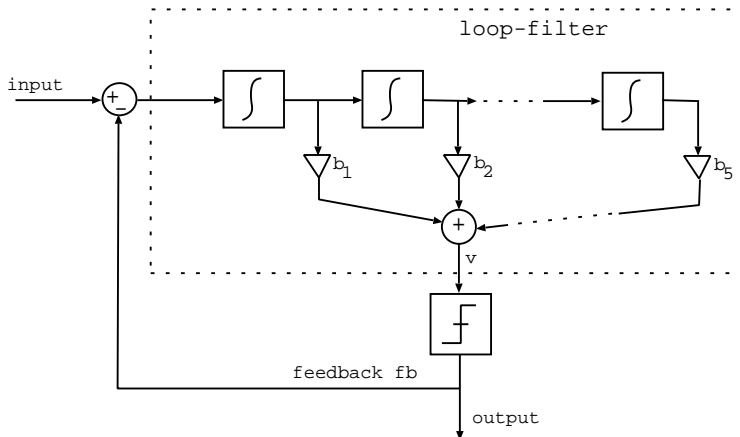 loop-filter
input
+
−
b1
b2
b5
+
v
feedback fb
output